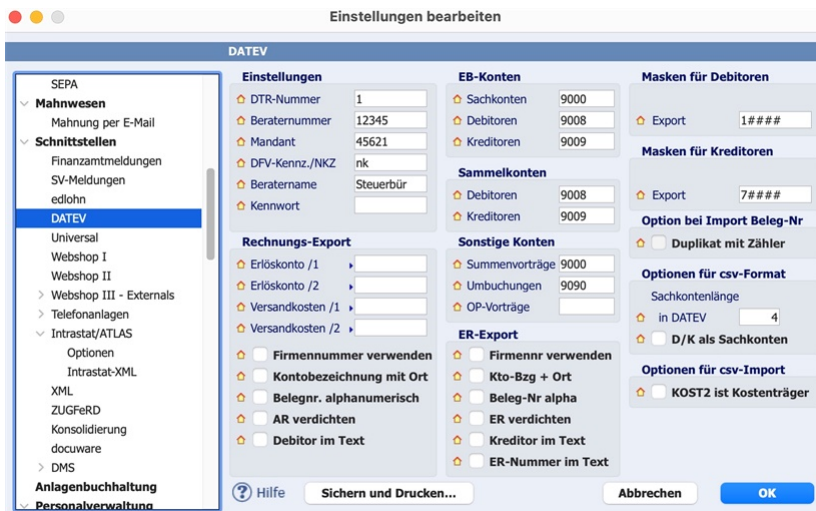 Einstellungen bearbeiten
DATEV
SEPA
Mahnwesen
Mahnung per E-Mail
Schnittstellen
Finanzamtmeldungen
SV-Meldungen
edlohn
DATEV
Universal
Webshop I
Webshop II
Webshop III - Externals
Telefonanlagen
Intrastat/ATLAS
Optionen
Intrastat-XML
XML
ZUGFeRD
Konsolidierung
docuware
DMS
Anlagenbuchhaltung
Personalverwaltung
Einstellungen
DTR-Nummer 1
Beraternummer 12345
Mandant 45621
DFV-Kennz./NKZ nk
Beratername Steuerbür
Kennwort
Rechnungs-Export
Erlöskonto /1
Erlöskonto /2
Versandkosten /1
Versandkosten /2
Firmennummer verwenden
Kontobezeichnung mit Ort
Belegnr. alphanumerisch
AR verdichten
Debitor im Text
EB-Konten
Sachkonten 9000
Debitoren 9008
Kreditoren 9009
Sammelkonten
Debitoren 9008
Kreditoren 9009
Sonstige Konten
Summenvorträge 9000
Umbuchungen 9090
OP-Vorträge
ER-Export
Firmennr verwenden
Kto-Bzg + Ort
Beleg-Nr alpha
ER verdichten
Kreditor im Text
ER-Nummer im Text
Masken für Debitoren
Export 1####
Masken für Kreditoren
Export 7####
Option bei Import Beleg-Nr
Duplikat mit Zähler
Optionen für csv-Format
Sachkontenlänge
in DATEV 4
D/K als Sachkonten
Optionen für csv-Import
KOST2 ist Kostenträger
? Hilfe
Sichern und Drucken...
Abbrechen
OK